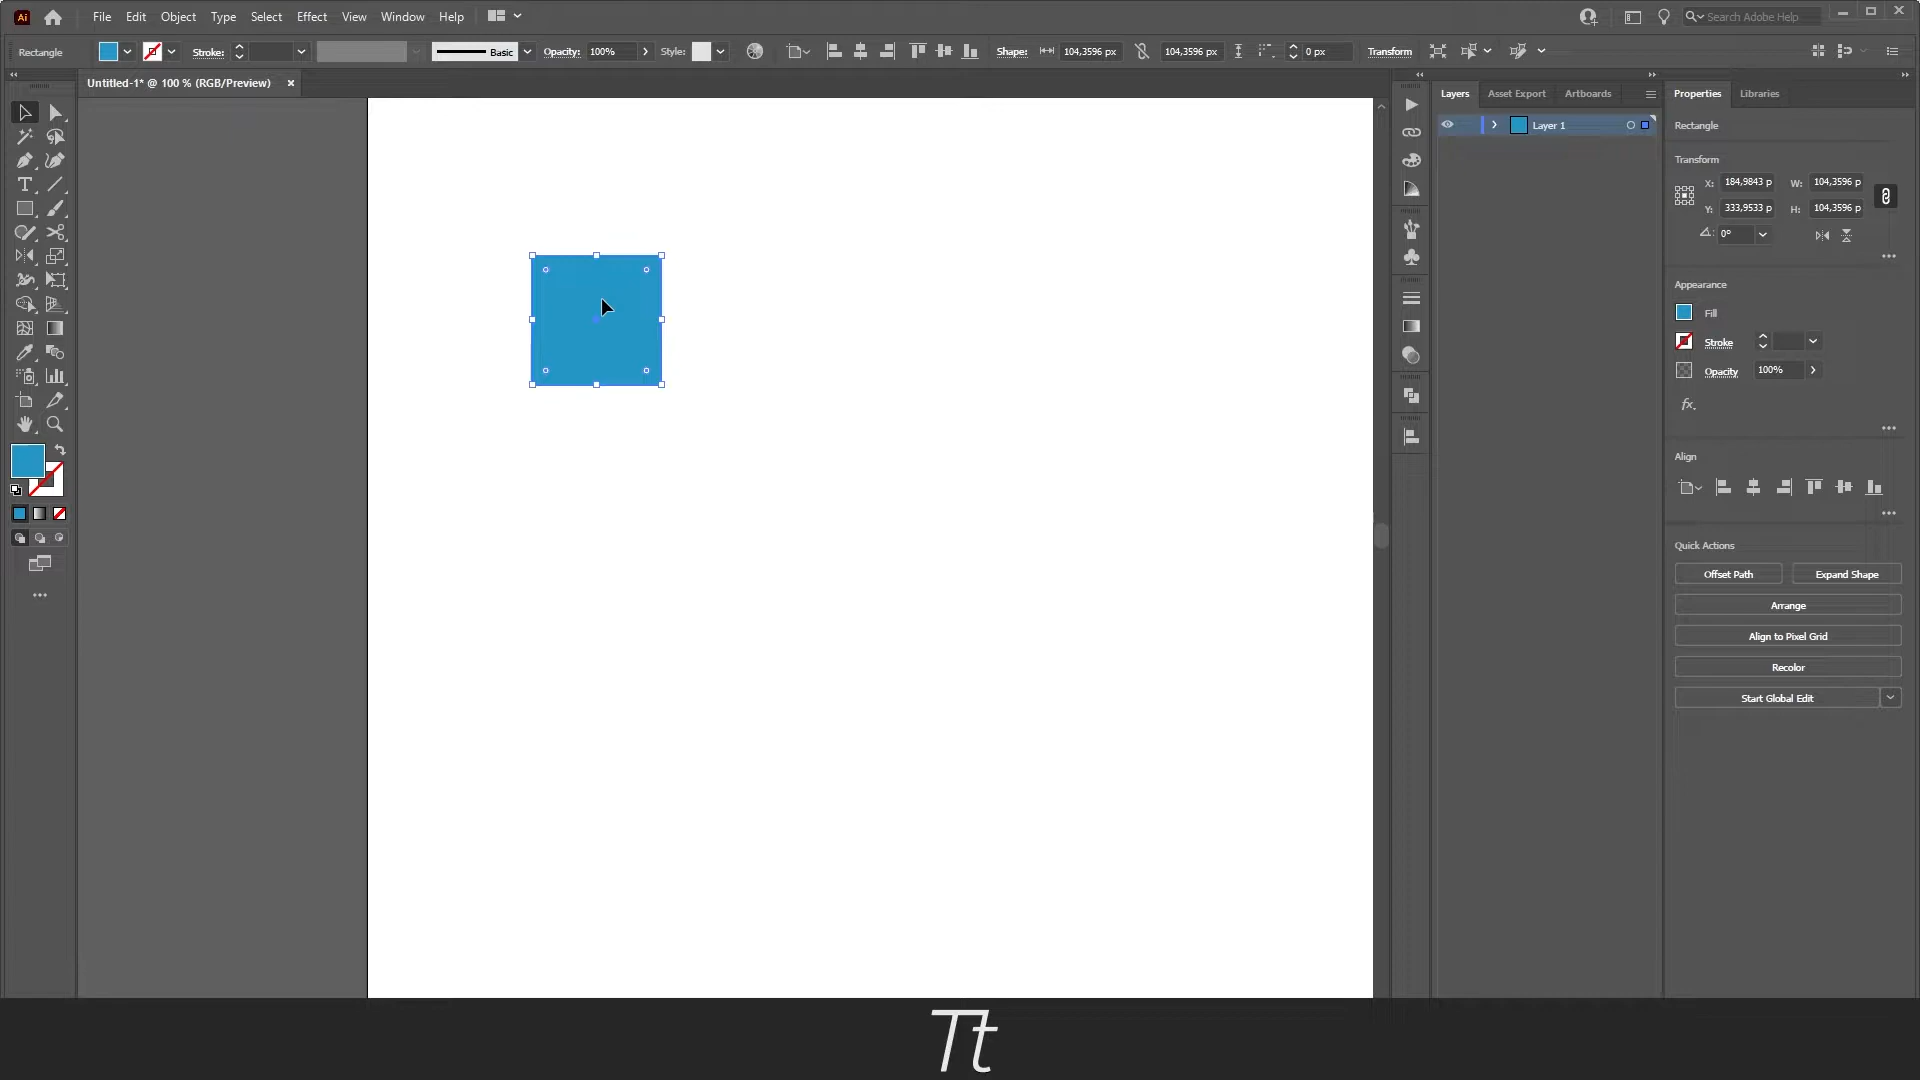 Ai File Edit Object Select Type Effect View Window Help Search Adobe Help
Rectangle Stroke: Basic Opacity: 100% Style: Shape: 104,3596 px 104,3596 px 0 px Transform
Untitled-1* @ 100 % (RGB/Preview) ×
Layers Asset Export Artboards
Layer 1
Properties Libraries
Rectangle
Transform
X: 184,9843 p W: 104,3596 p
Y: 333,9533 p H: 104,3596 p
0°
Appearance
Fill
Stroke
Opacity 100%
fx.
Align
Quick Actions
Offset Path Expand Shape
Arrange
Align to Pixel Grid
Recolor
Start Global Edit
Tt